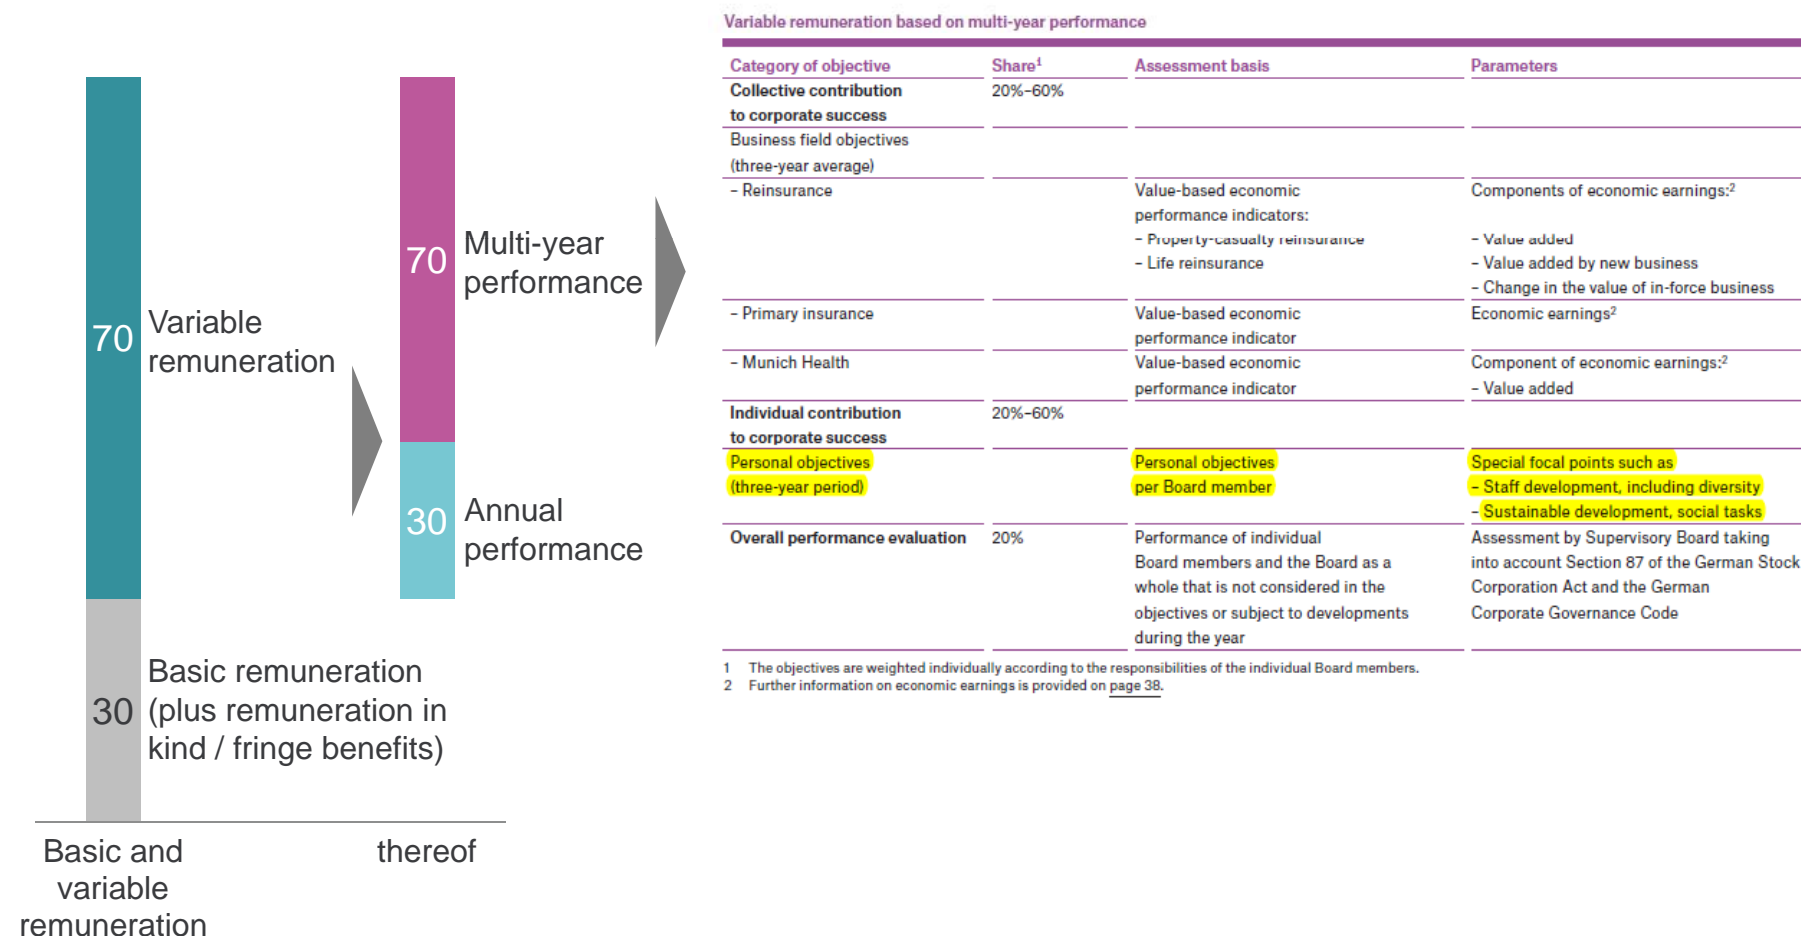 Variable remuneration based on multi-year performance
Category of objective Share¹ Assessment basis Parameters
Collective contribution 20%–60%
to corporate success
Business field objectives
(three-year average)
– Reinsurance Value-based economic Components of economic earnings:²
performance indicators:
– Property-casualty reinsurance – Value added
– Life reinsurance – Value added by new business
– Change in the value of in-force business
– Primary insurance Value-based economic Economic earnings²
performance indicator
– Munich Health Value-based economic Component of economic earnings:²
performance indicator – Value added
Individual contribution 20%–60%
to corporate success
Personal objectives Personal objectives Special focal points such as
(three-year period) per Board member – Staff development, including diversity
– Sustainable development, social tasks
Overall performance evaluation 20% Performance of individual Assessment by Supervisory Board taking
Board members and the Board as a into account Section 87 of the German Stock
whole that is not considered in the Corporation Act and the German
objectives or subject to developments Corporate Governance Code
during the year
1 The objectives are weighted individually according to the responsibilities of the individual Board members.
2 Further information on economic earnings is provided on page 38.
70 Variable
remuneration
30 Basic remuneration
(plus remuneration in
kind / fringe benefits)
Basic and
variable
remuneration
70 Multi-year
performance
30 Annual
performance
thereof